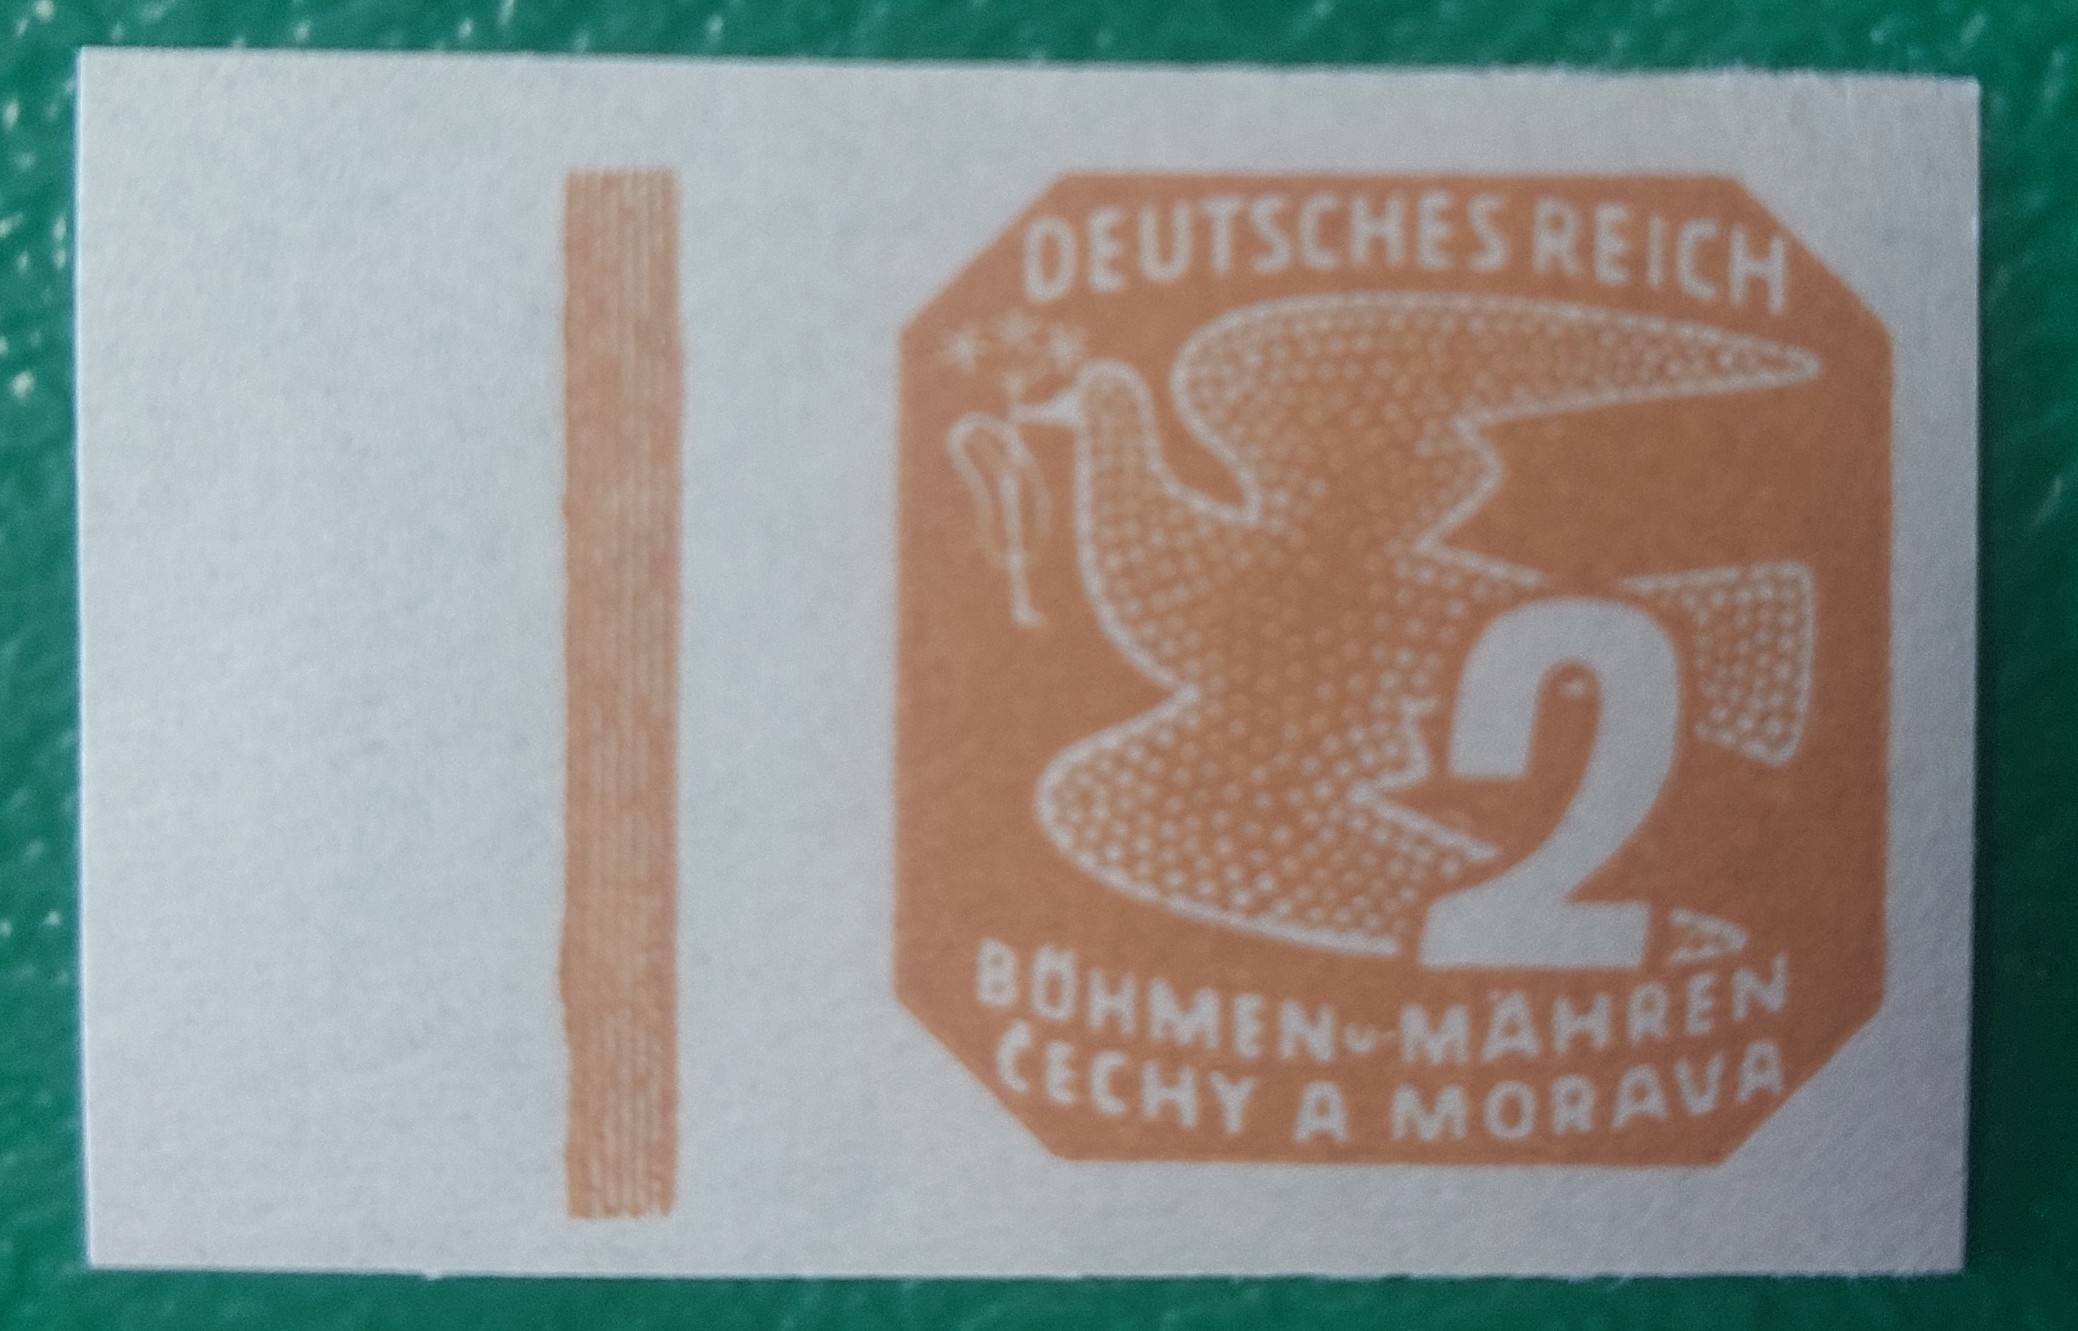 DEUTSCHES REICH
2
A
BÖHMEN u. MÄHREN
ČECHY A MORAVA